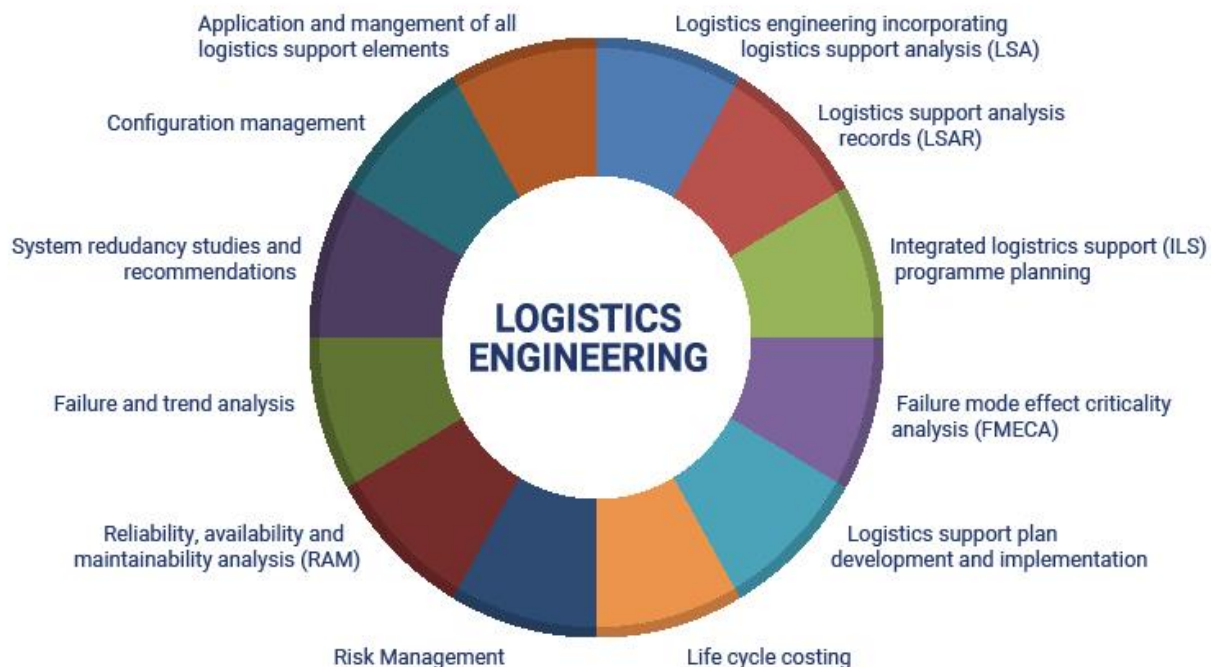 Application and mangement of all
logistics support elements
Logistics engineering incorporating
logistics support analysis (LSA)
Configuration management
Logistics support analysis
records (LSAR)
System redudancy studies and
recommendations
Integrated logistrics support (ILS)
programme planning
LOGISTICS
ENGINEERING
Failure and trend analysis
Failure mode effect criticality
analysis (FMECA)
Reliability, availability and
maintainability analysis (RAM)
Logistics support plan
development and implementation
Risk Management
Life cycle costing